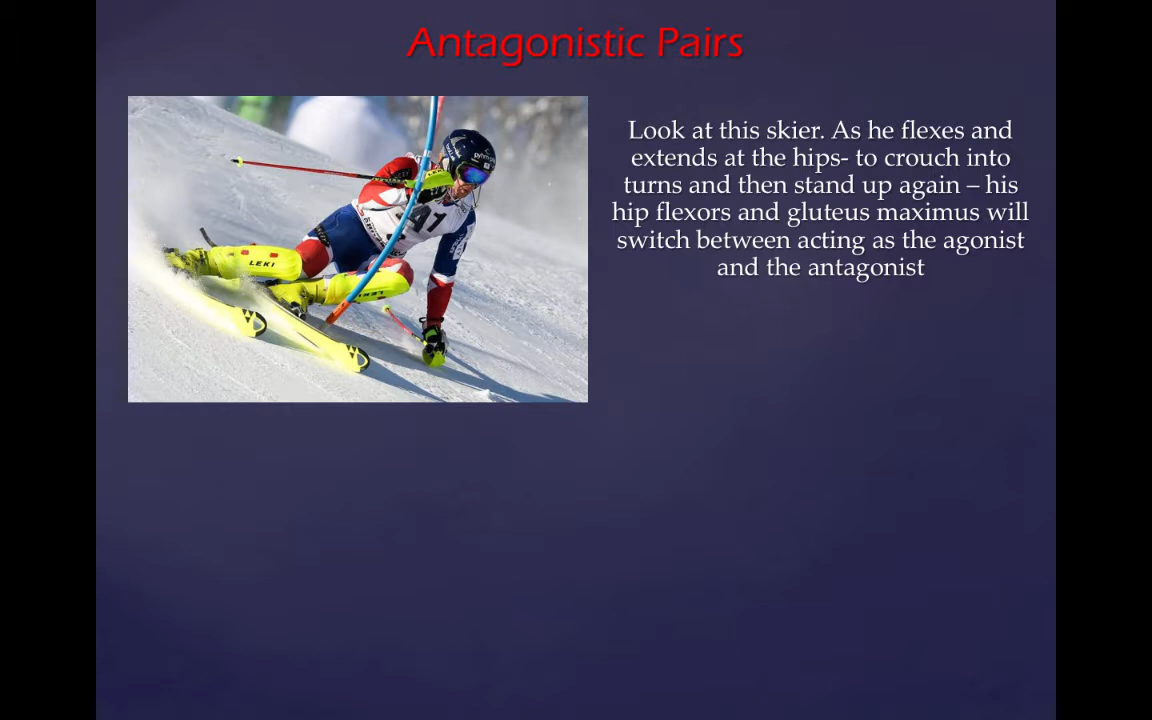 Antagonistic Pairs
Look at this skier. As he flexes and
extends at the hips- to crouch into
turns and then stand up again – his
hip flexors and gluteus maximus will
switch between acting as the agonist
and the antagonist
41
LEKI